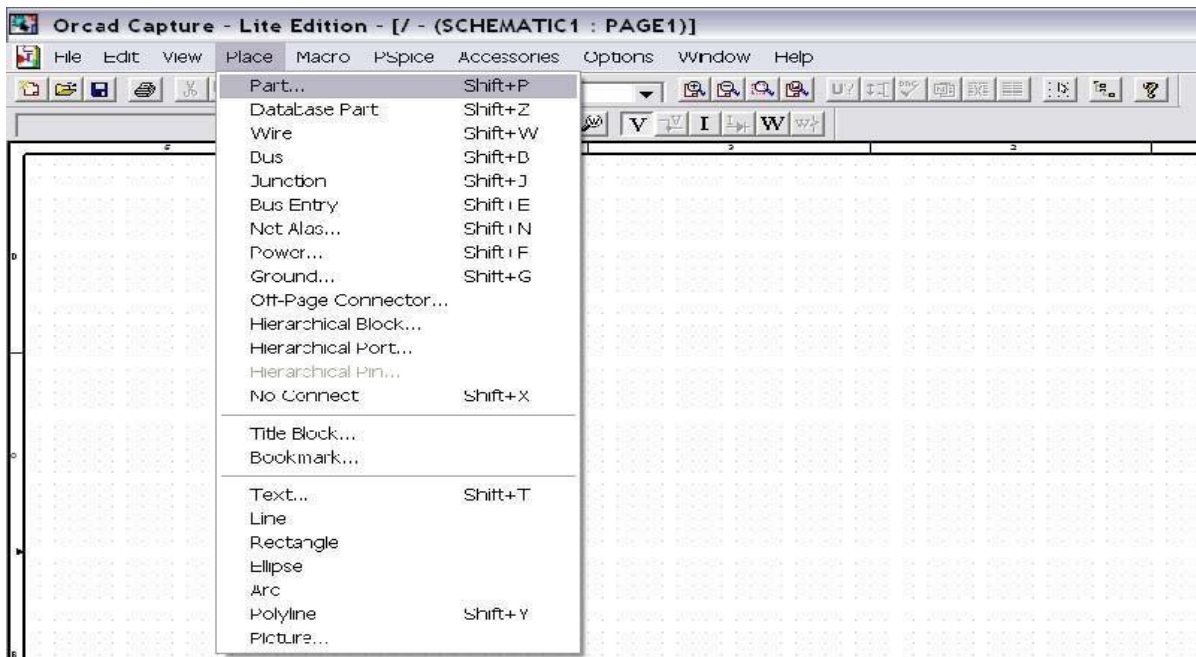 Orcad Capture - Lite Edition - [/ - (SCHEMATIC1 : PAGE1)]
File Edit View Place Macro PSpice Accessories Options Window Help
Part... Shift+P
Database Part Shift+Z
Wire Shift+W
Bus Shift+B
Junction Shift+J
Bus Entry Shift+E
Net Alas... Shift+N
Power... Shift+F
Ground... Shift+G
Off-Page Connector...
Hierarchical Block...
Hierarchical Port...
Hierarchical Pin...
No Connect Shift+X
Title Block...
Bookmark...
Text... Shift+T
Line
Rectangle
Ellipse
Arc
Polyline Shift+Y
Picture...
U?
V I W
D
C
B